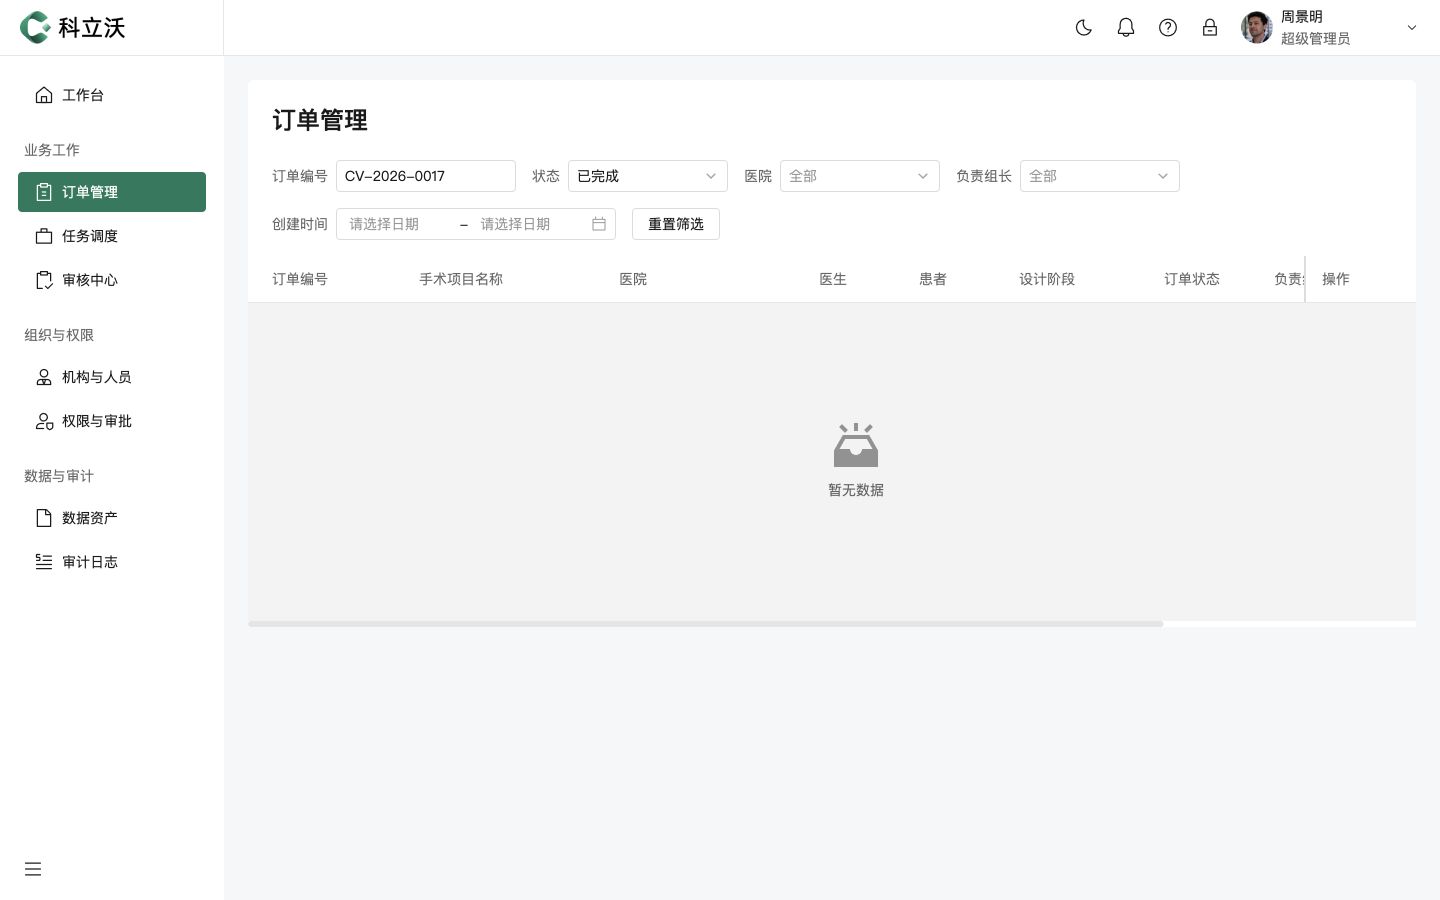 科立沃
周景明
超级管理员
工作台
业务工作
订单管理
任务调度
审核中心
组织与权限
机构与人员
权限与审批
数据与审计
数据资产
审计日志
订单管理
订单编号 CV-2026-0017 状态 已完成 医院 全部 负责组长 全部
创建时间 请选择日期 – 请选择日期 重置筛选
订单编号 手术项目名称 医院 医生 患者 设计阶段 订单状态 负责 操作
暂无数据